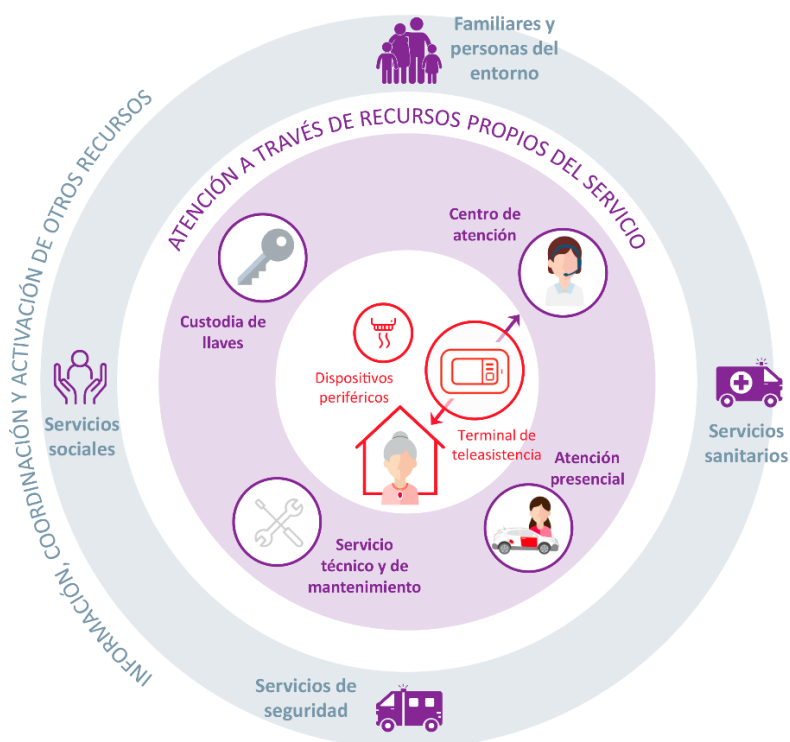 Familiares y
personas del
entorno
INFORMACIÓN, COORDINACIÓN Y ACTIVACIÓN DE OTROS RECURSOS
ATENCIÓN A TRAVÉS DE RECURSOS PROPIOS DEL SERVICIO
Centro de
atención
Custodia de
llaves
Dispositivos
periféricos
Terminal de
teleasistencia
Servicios
sociales
Servicios
sanitarios
Atención
presencial
Servicio
técnico y de
mantenimiento
Servicios de
seguridad